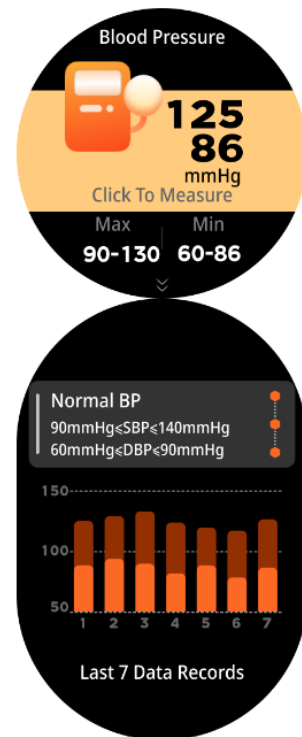 Blood Pressure
125
86
mmHg
Click To Measure
Max Min
90-130 60-86
Normal BP
90mmHg⩽SBP⩽140mmHg
60mmHg⩽DBP⩽90mmHg
150
100
50
1 2 3 4 5 6 7
Last 7 Data Records